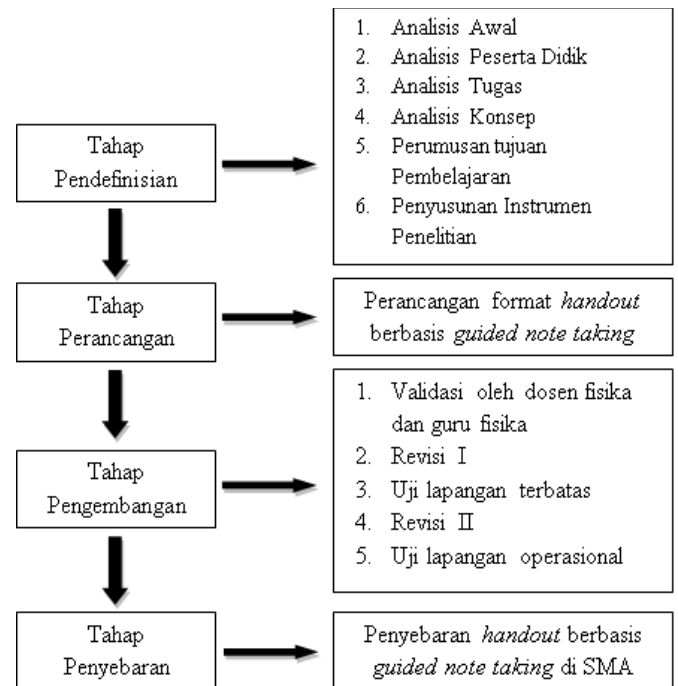 1. Analisis Awal
2. Analisis Peserta Didik
3. Analisis Tugas
4. Analisis Konsep
5. Perumusan tujuan
Pembelajaran
6. Penyusunan Instrumen
Penelitian
Tahap
Pendefinisian
Tahap
Perancangan
Perancangan format handout
berbasis guided note taking
1. Validasi oleh dosen fisika
dan guru fisika
2. Revisi I
3. Uji lapangan terbatas
4. Revisi II
5. Uji lapangan operasional
Tahap
Pengembangan
Tahap
Penyebaran
Penyebaran handout berbasis
guided note taking di SMA